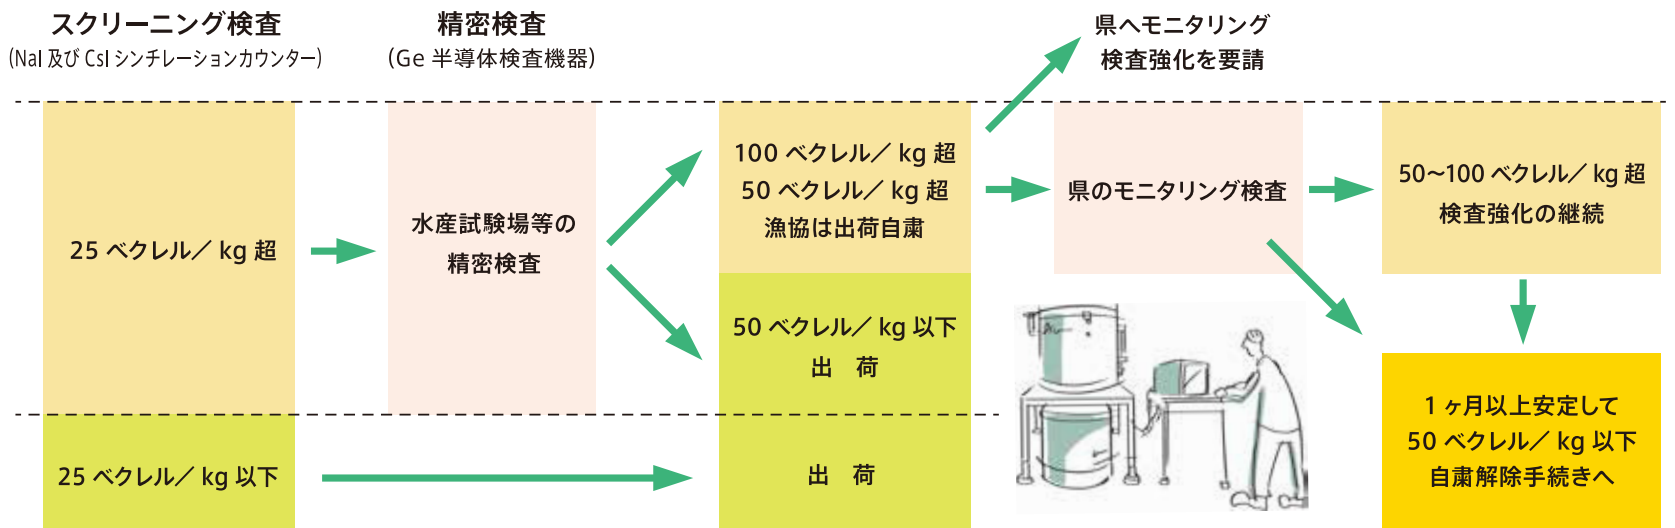 スクリーニング検査
(NaI 及び CsI シンチレーションカウンター)
精密検査
(Ge 半導体検査機器)
県へモニタリング
検査強化を要請
25 ベクレル／ kg 超
水産試験場等の
精密検査
100 ベクレル／ kg 超
50 ベクレル／ kg 超
漁協は出荷自粛
県のモニタリング検査
50〜100 ベクレル／ kg 超
検査強化の継続
50 ベクレル／ kg 以下
出　荷
25 ベクレル／ kg 以下
出　荷
1 ヶ月以上安定して
50 ベクレル／ kg 以下
自粛解除手続きへ